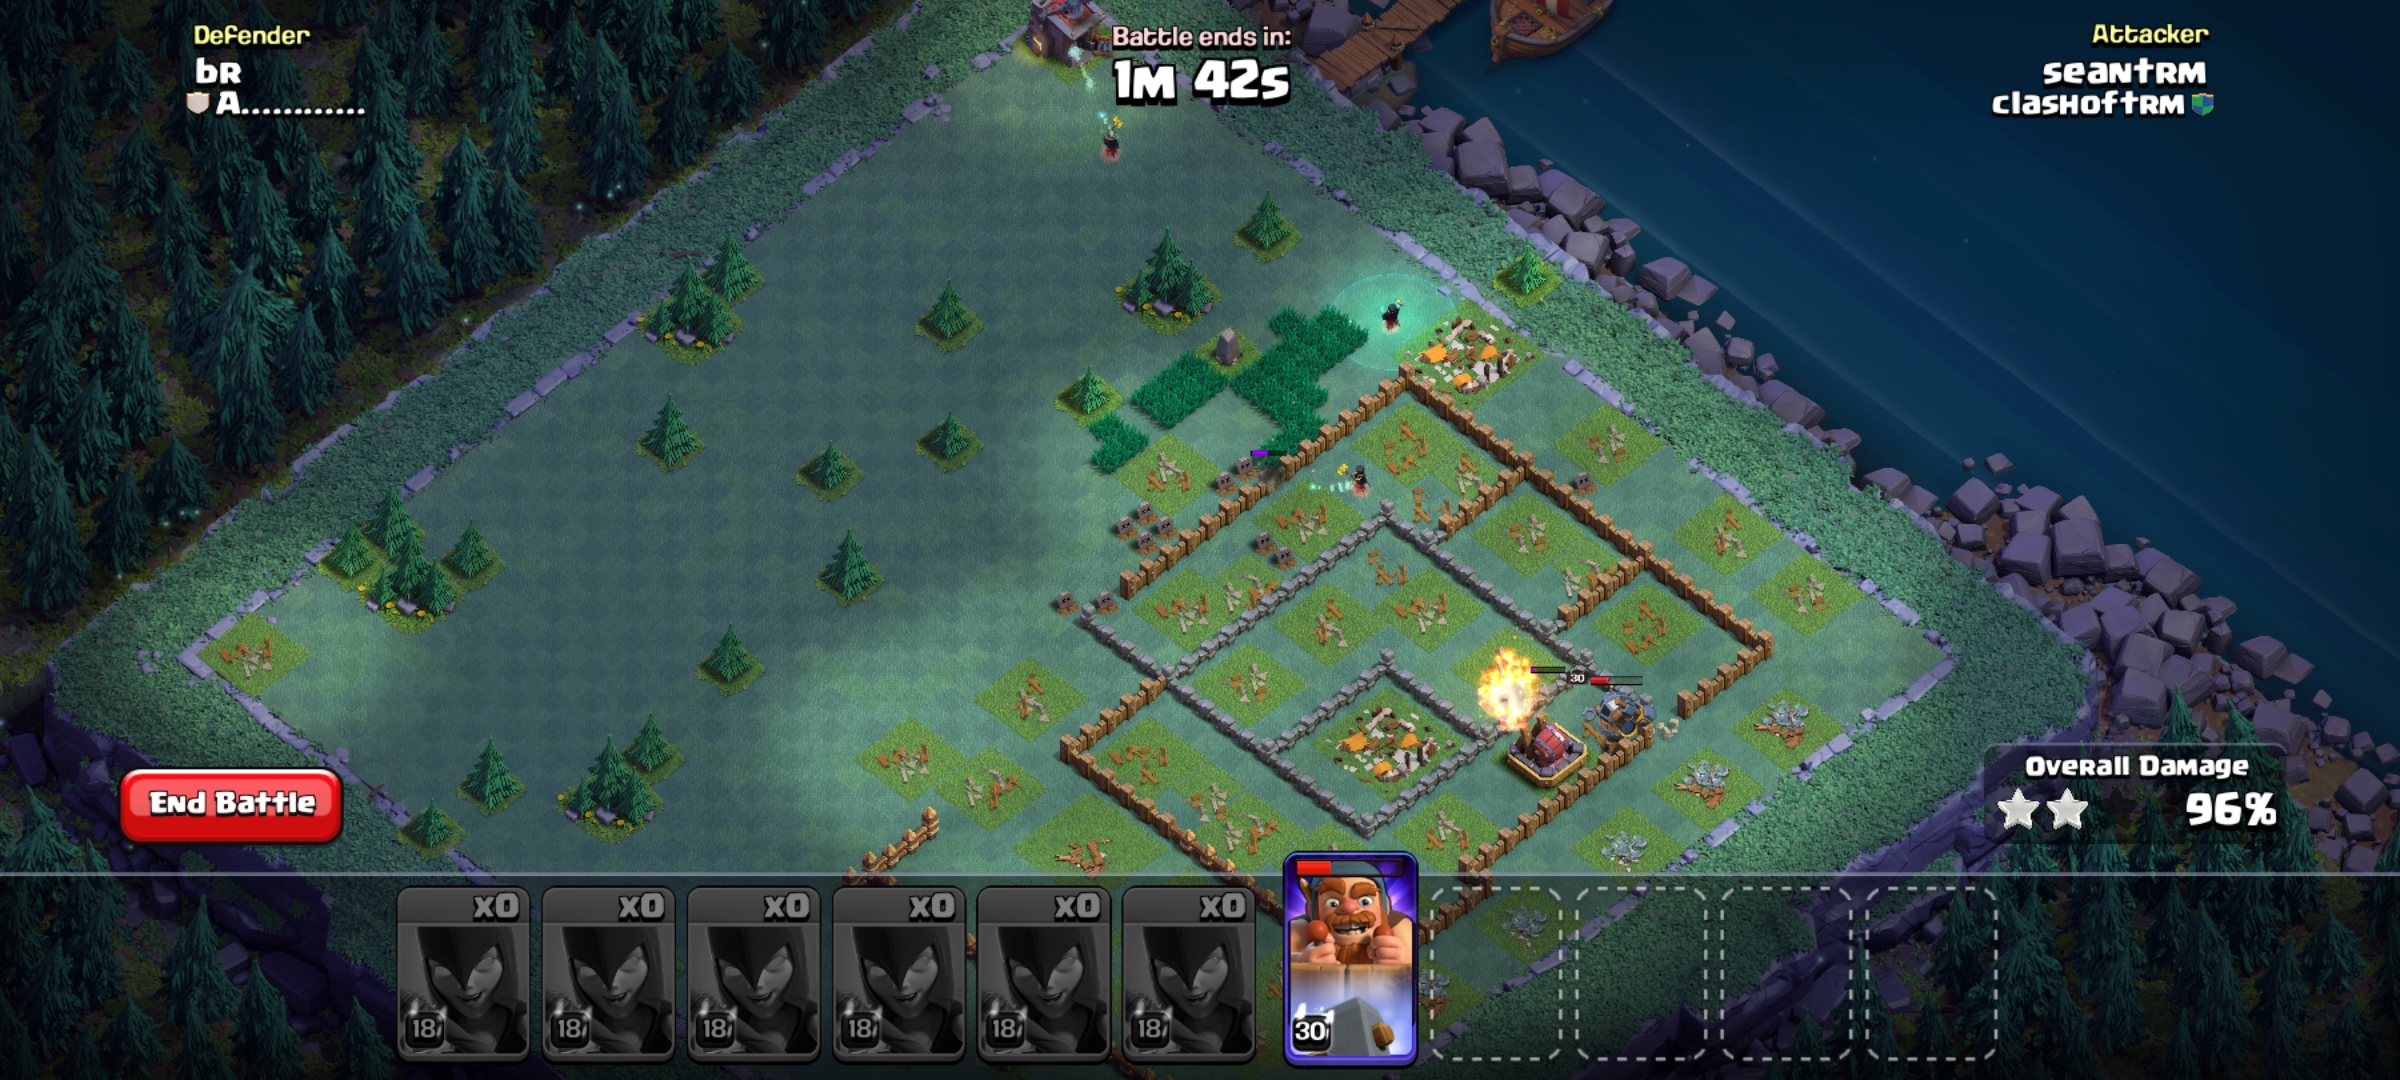 Defender
bR
A............
Battle ends in:
1M 42s
Attacker
seantRM
clashoftRM
30
End Battle
Overall Damage
96%
x0
x0
x0
x0
x0
x0
18
18
18
18
18
18
30